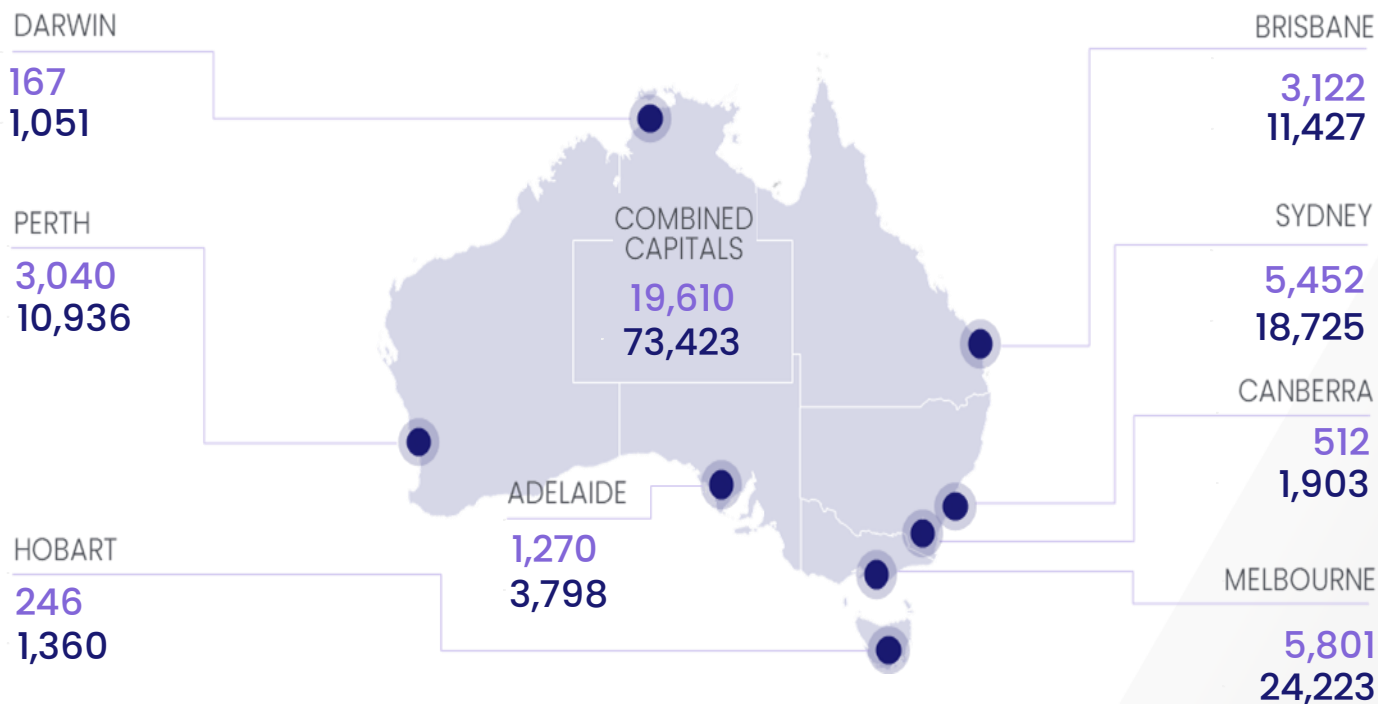 DARWIN
167
1,051
PERTH
3,040
10,936
HOBART
246
1,360
COMBINED
CAPITALS
19,610
73,423
ADELAIDE
1,270
3,798
BRISBANE
3,122
11,427
SYDNEY
5,452
18,725
CANBERRA
512
1,903
MELBOURNE
5,801
24,223